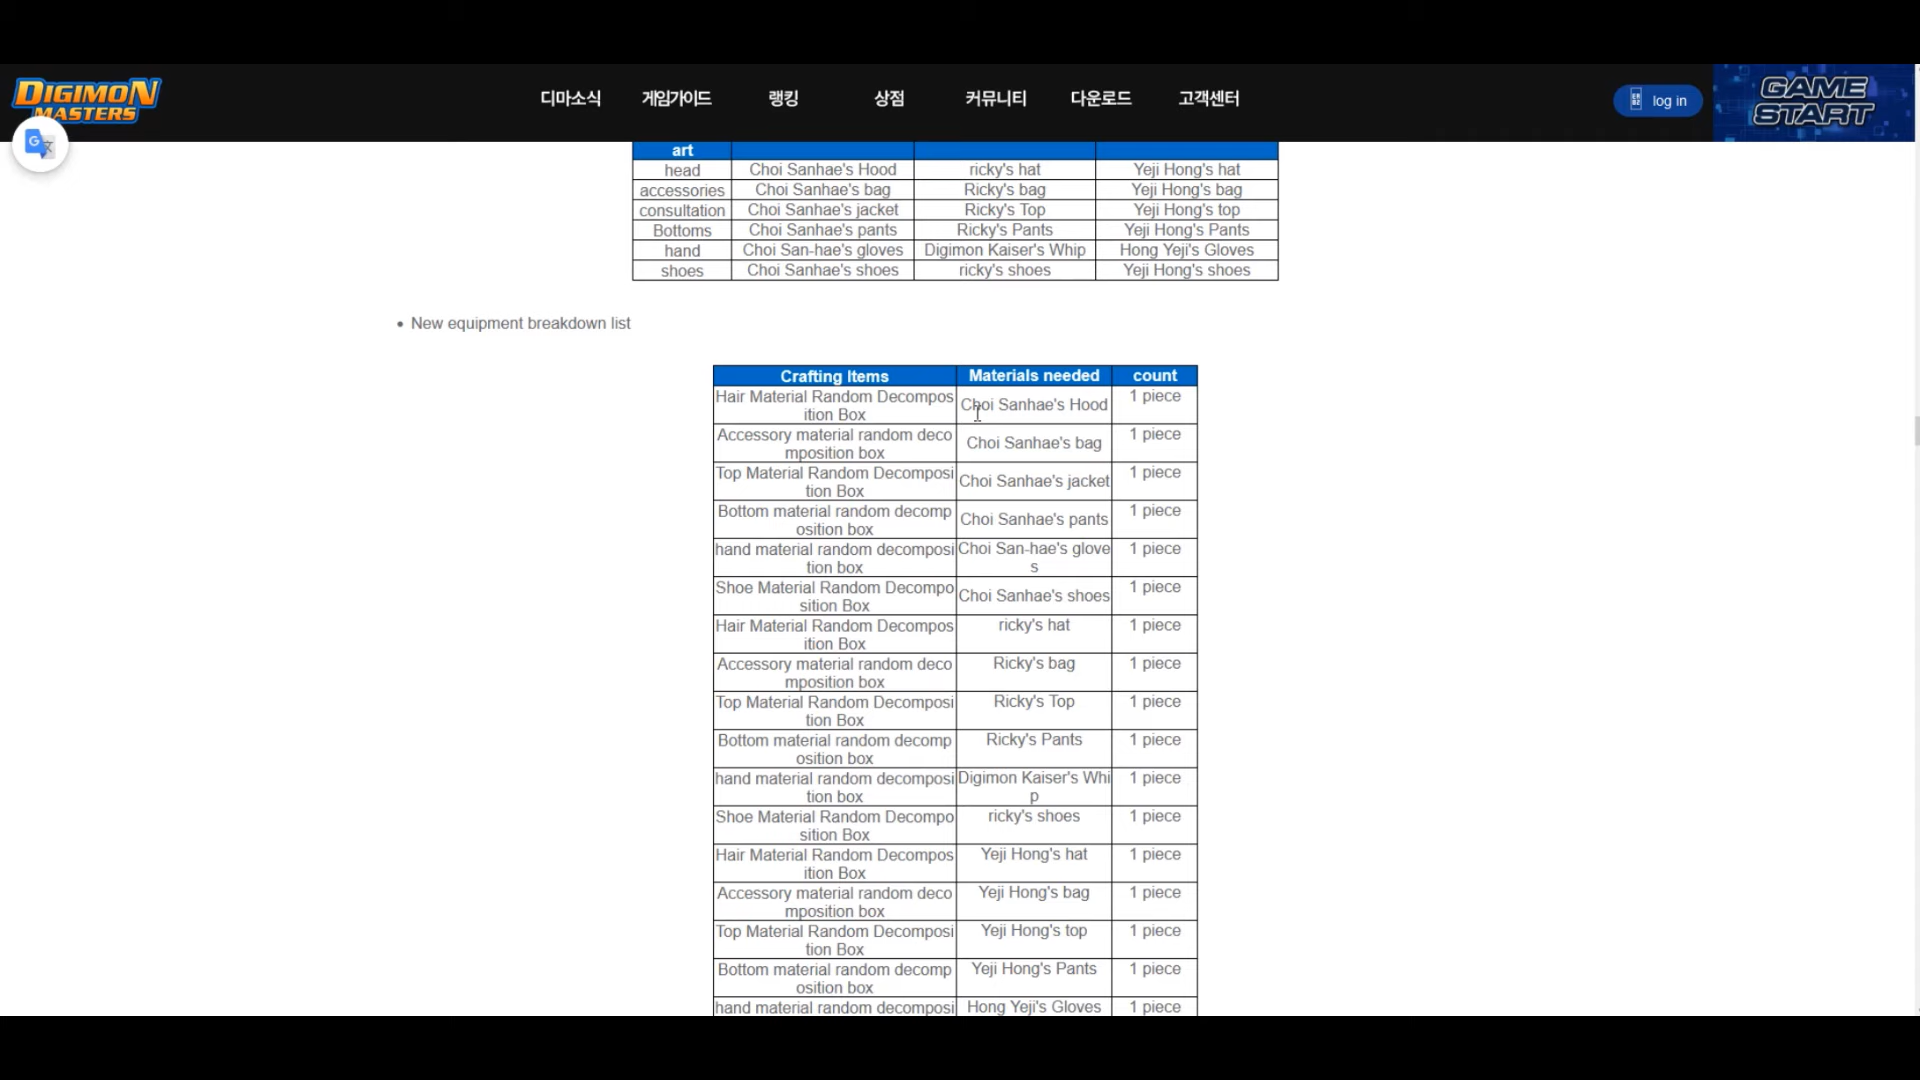 DIGIMON
MASTERS
디마소식 게임가이드 랭킹 상점 커뮤니티 다운로드 고객센터
log in
GAME
START
art
head Choi Sanhae's Hood ricky's hat Yeji Hong's hat
accessories Choi Sanhae's bag Ricky's bag Yeji Hong's bag
consultation Choi Sanhae's jacket Ricky's Top Yeji Hong's top
Bottoms Choi Sanhae's pants Ricky's Pants Yeji Hong's Pants
hand Choi San-hae's gloves Digimon Kaiser's Whip Hong Yeji's Gloves
shoes Choi Sanhae's shoes ricky's shoes Yeji Hong's shoes
• New equipment breakdown list
Crafting Items Materials needed count
Hair Material Random Decompos
ition Box Choi Sanhae's Hood 1 piece
Accessory material random deco
mposition box Choi Sanhae's bag 1 piece
Top Material Random Decomposi
tion Box Choi Sanhae's jacket 1 piece
Bottom material random decomp
osition box Choi Sanhae's pants 1 piece
hand material random decomposi Choi San-hae's glove 1 piece
tion box s
Shoe Material Random Decompo
sition Box Choi Sanhae's shoes 1 piece
Hair Material Random Decompos ricky's hat 1 piece
ition Box
Accessory material random deco Ricky's bag 1 piece
mposition box
Top Material Random Decomposi Ricky's Top 1 piece
tion Box
Bottom material random decomp Ricky's Pants 1 piece
osition box
hand material random decomposi Digimon Kaiser's Whi 1 piece
tion box p
Shoe Material Random Decompo ricky's shoes 1 piece
sition Box
Hair Material Random Decompos Yeji Hong's hat 1 piece
ition Box
Accessory material random deco Yeji Hong's bag 1 piece
mposition box
Top Material Random Decomposi Yeji Hong's top 1 piece
tion Box
Bottom material random decomp Yeji Hong's Pants 1 piece
osition box
hand material random decomposi Hong Yeji's Gloves 1 piece